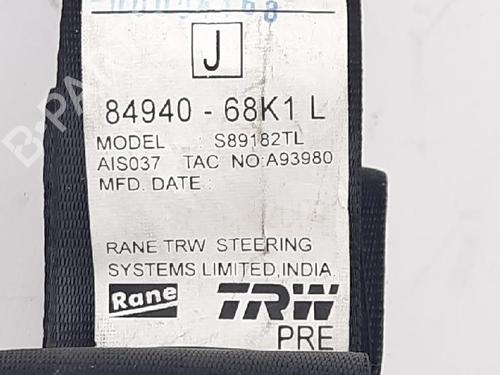 J
84940 - 68K1 L
MODEL : S89182TL
AIS037 TAC NO:A93980
MFD. DATE :
RANE TRW STEERING
SYSTEMS LIMITED,INDIA
Rane TRW
PRE